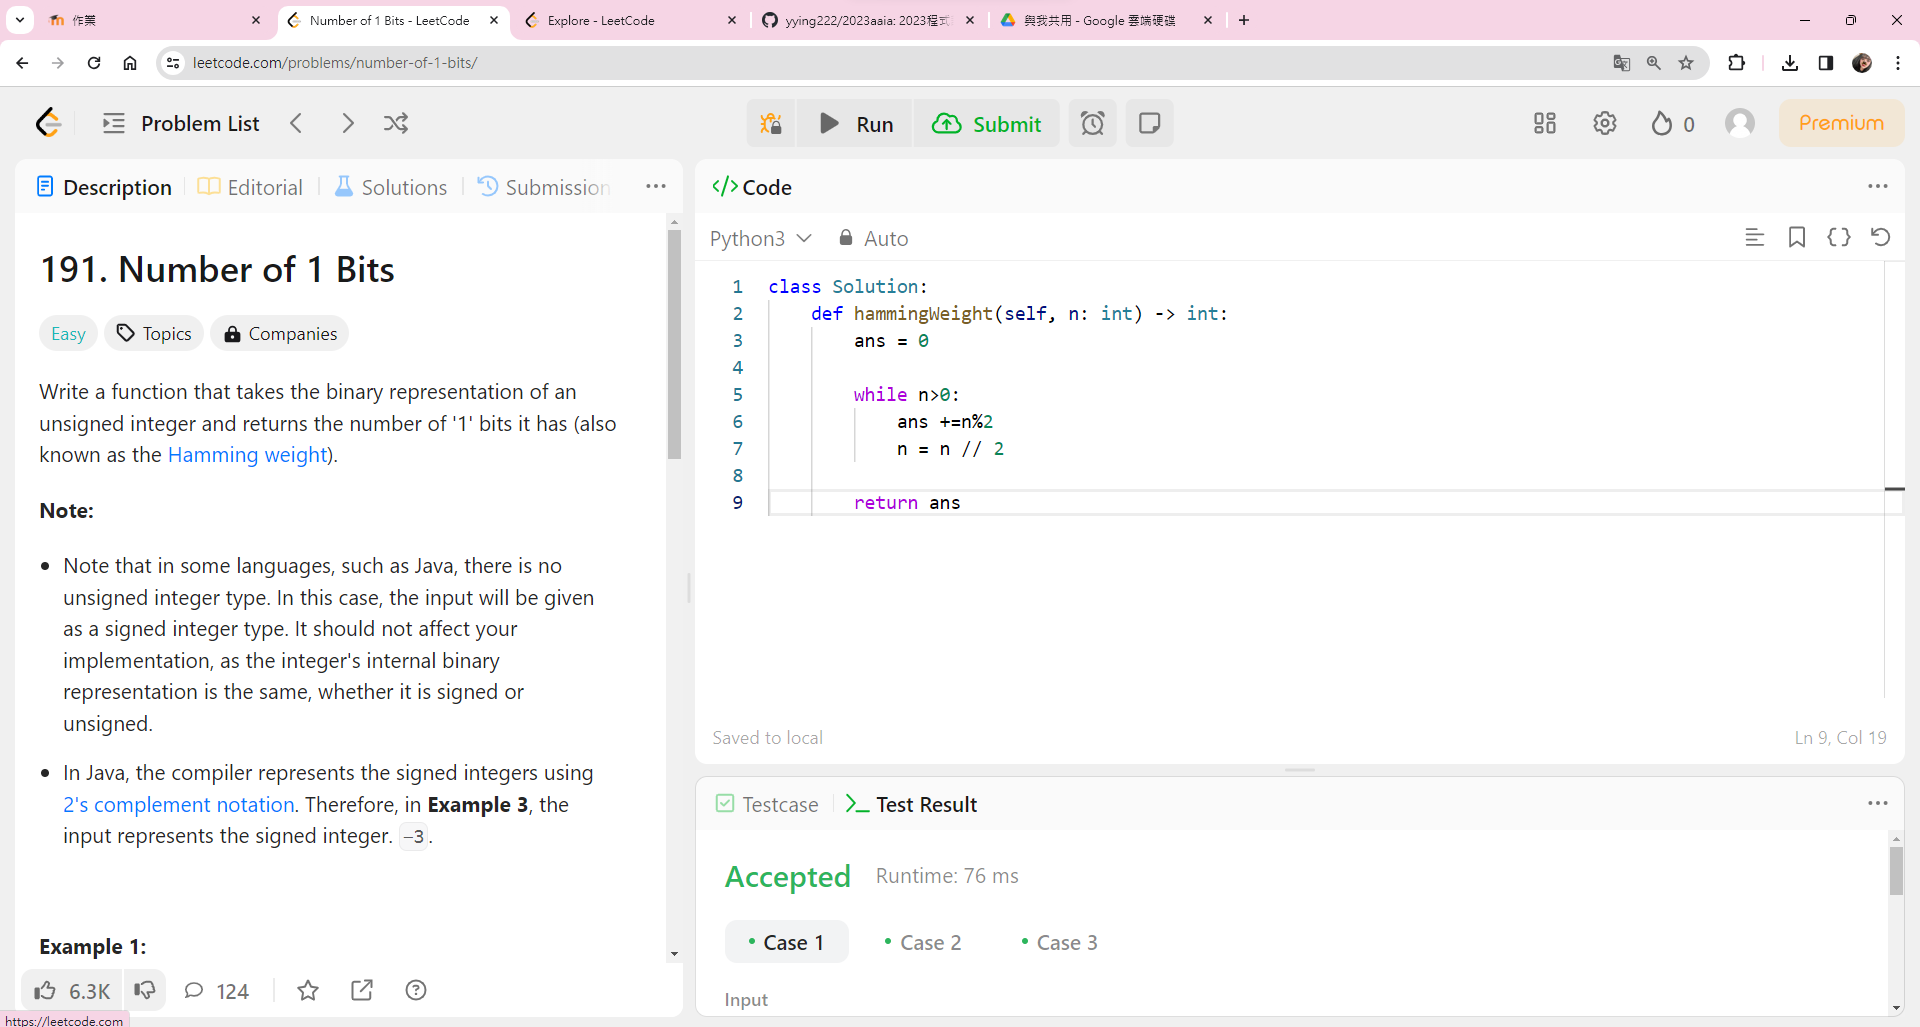 作業
Number of 1 Bits - LeetCode
Explore - LeetCode
yying222/2023aaia: 2023程式
與我共用 - Google 雲端硬碟
leetcode.com/problems/number-of-1-bits/
Problem List
Run
Submit
0
Premium
Description
Editorial
Solutions
Submission
191. Number of 1 Bits
Easy
Topics
Companies
Write a function that takes the binary representation of an
unsigned integer and returns the number of '1' bits it has (also
known as the Hamming weight).
Note:
• Note that in some languages, such as Java, there is no
unsigned integer type. In this case, the input will be given
as a signed integer type. It should not affect your
implementation, as the integer's internal binary
representation is the same, whether it is signed or
unsigned.
• In Java, the compiler represents the signed integers using
2's complement notation. Therefore, in Example 3, the
input represents the signed integer. -3.
Example 1:
6.3K
124
https://leetcode.com
</> Code
Python3
Auto
1 class Solution:
2 def hammingWeight(self, n: int) -> int:
3 ans = 0
4
5 while n>0:
6 ans +=n%2
7 n = n // 2
8
9 return ans
Saved to local
Ln 9, Col 19
Testcase
Test Result
Accepted
Runtime: 76 ms
• Case 1
• Case 2
• Case 3
Input